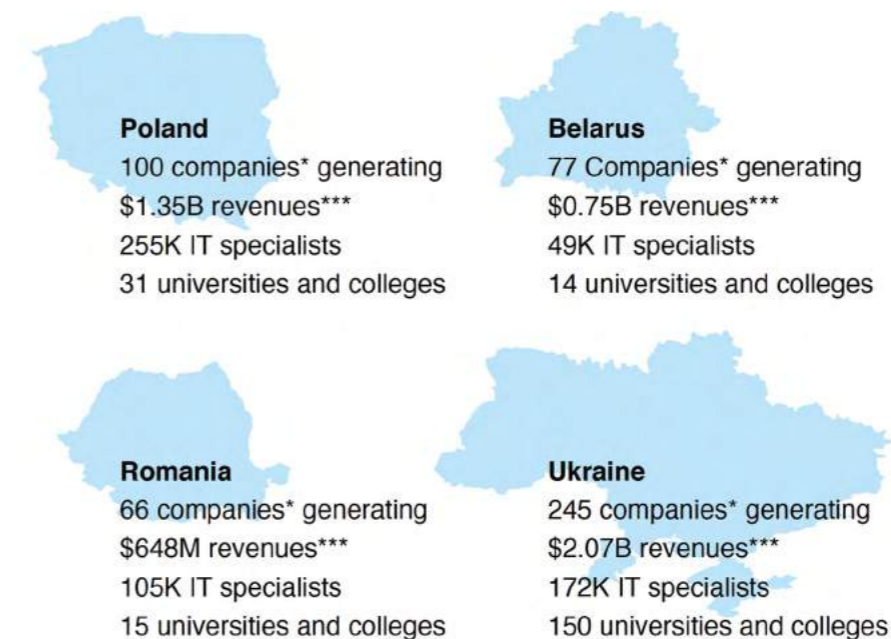 Poland
100 companies* generating
$1.35B revenues***
255K IT specialists
31 universities and colleges
Belarus
77 Companies* generating
$0.75B revenues***
49K IT specialists
14 universities and colleges
Romania
66 companies* generating
$648M revenues***
105K IT specialists
15 universities and colleges
Ukraine
245 companies* generating
$2.07B revenues***
172K IT specialists
150 universities and colleges